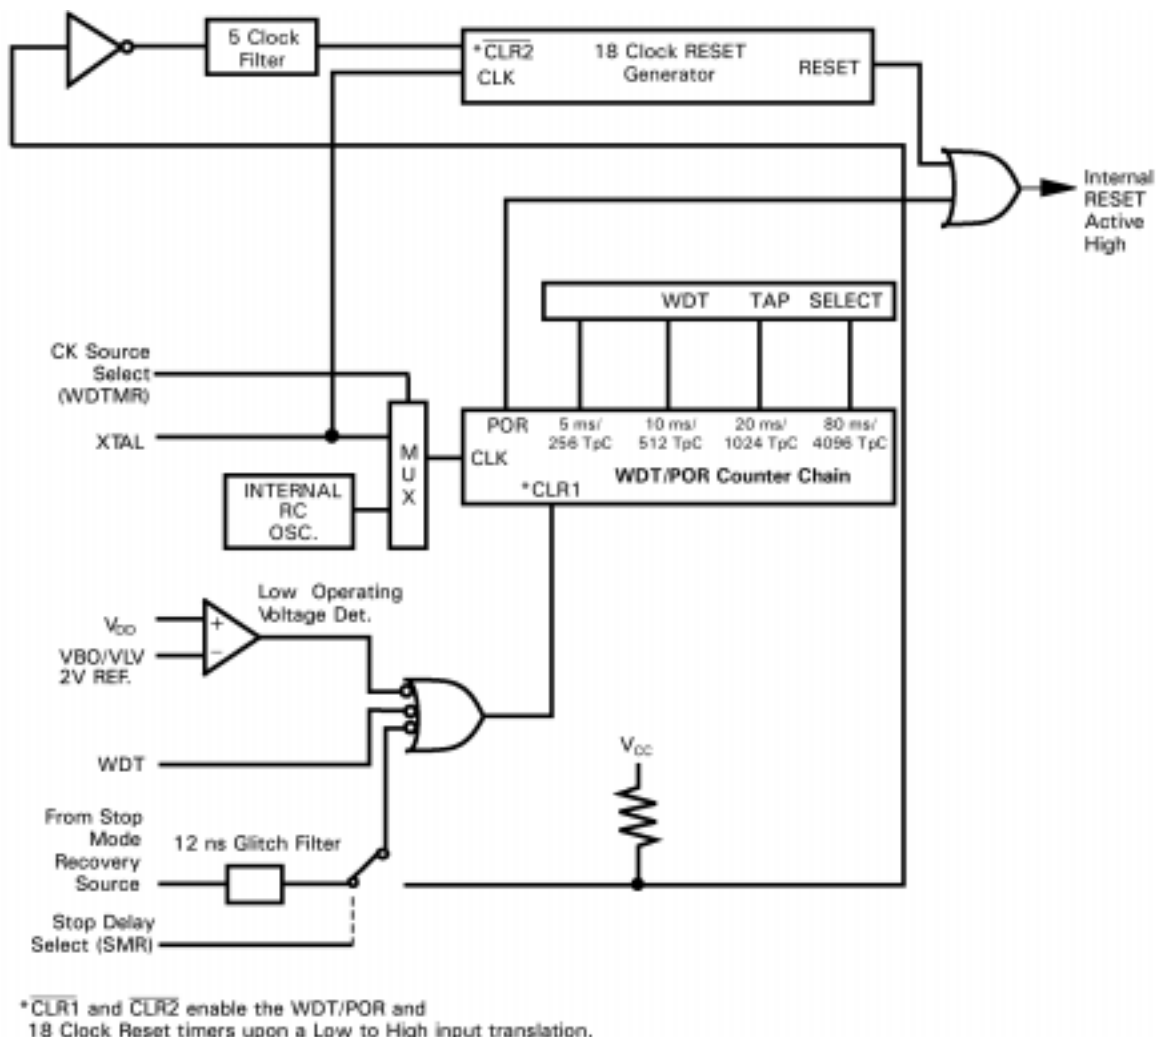 5 Clock
Filter
*CLR2
CLK
18 Clock RESET
Generator
RESET
Internal
RESET
Active
High
WDT TAP SELECT
CK Source
Select
(WDTMR)
XTAL
INTERNAL
RC
OSC.
M
U
X
POR
CLK
*CLR1
5 ms/
256 TpC
10 ms/
512 TpC
20 ms/
1024 TpC
80 ms/
4096 TpC
WDT/POR Counter Chain
Low Operating
Voltage Det.
VDD
+
−
VBO/VLV
2V REF.
WDT
VCC
From Stop
Mode
Recovery
Source
12 ns Glitch Filter
Stop Delay
Select (SMR)
*CLR1 and CLR2 enable the WDT/POR and
18 Clock Reset timers upon a Low to High input translation.